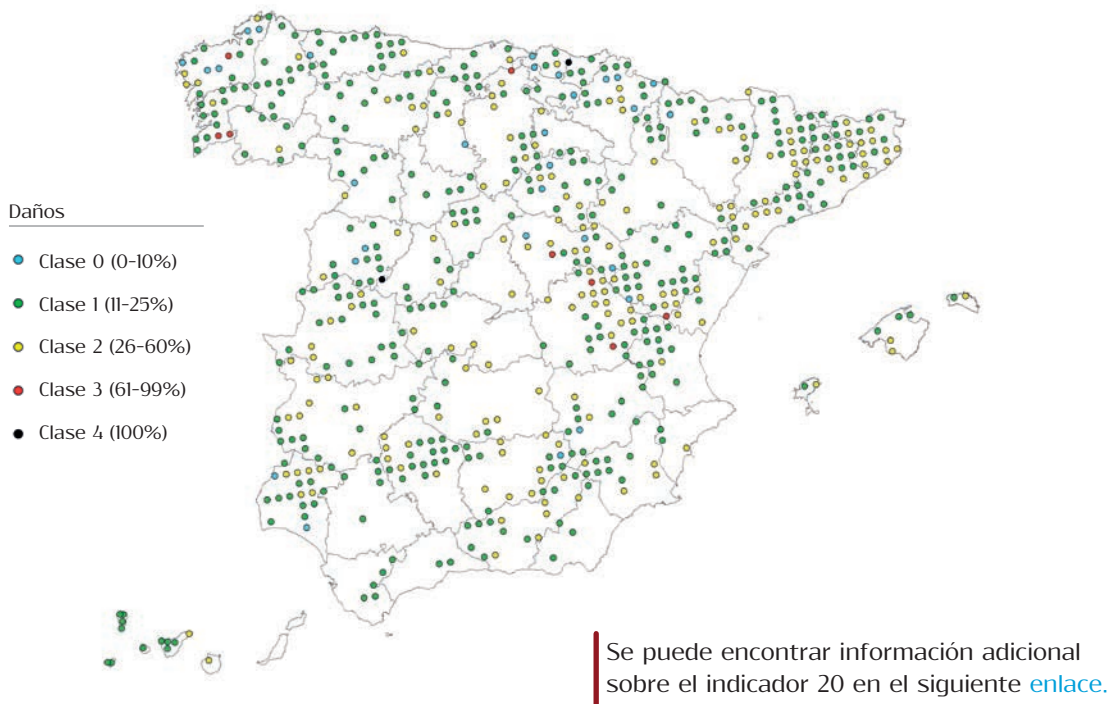 Daños
Clase 0 (0-10%)
Clase 1 (11-25%)
Clase 2 (26-60%)
Clase 3 (61-99%)
Clase 4 (100%)
Se puede encontrar información adicional
sobre el indicador 20 en el siguiente enlace.